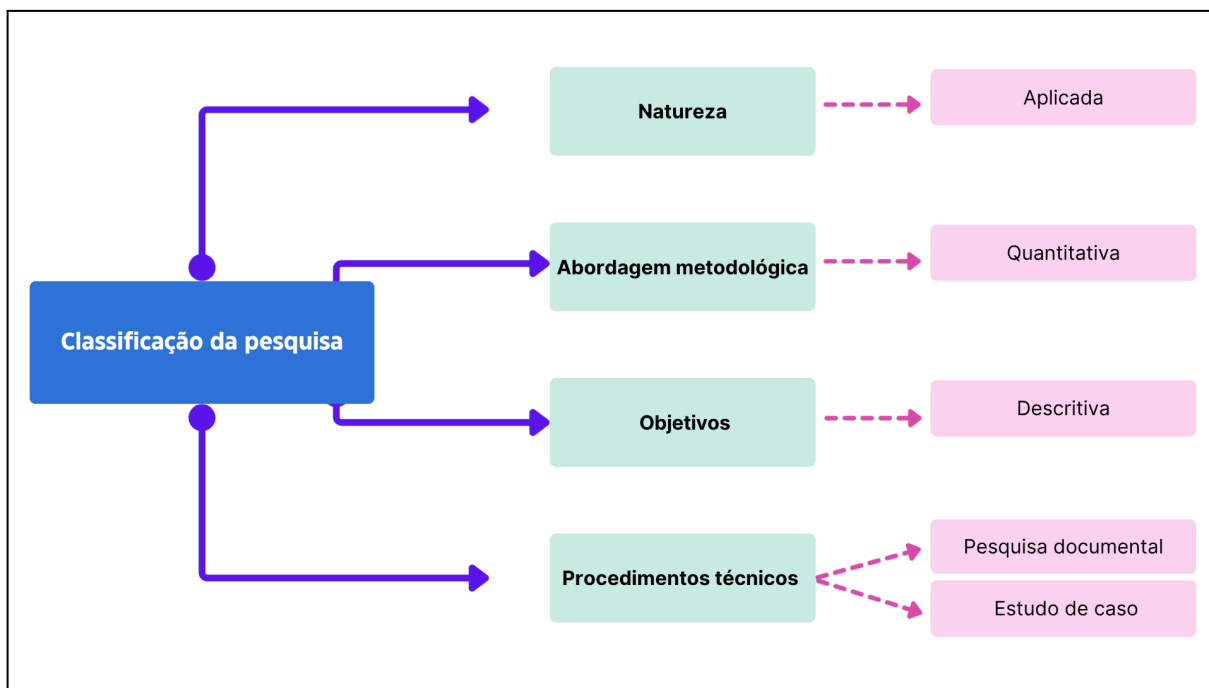 Classificação da pesquisa
Natureza
Aplicada
Abordagem metodológica
Quantitativa
Objetivos
Descritiva
Procedimentos técnicos
Pesquisa documental
Estudo de caso